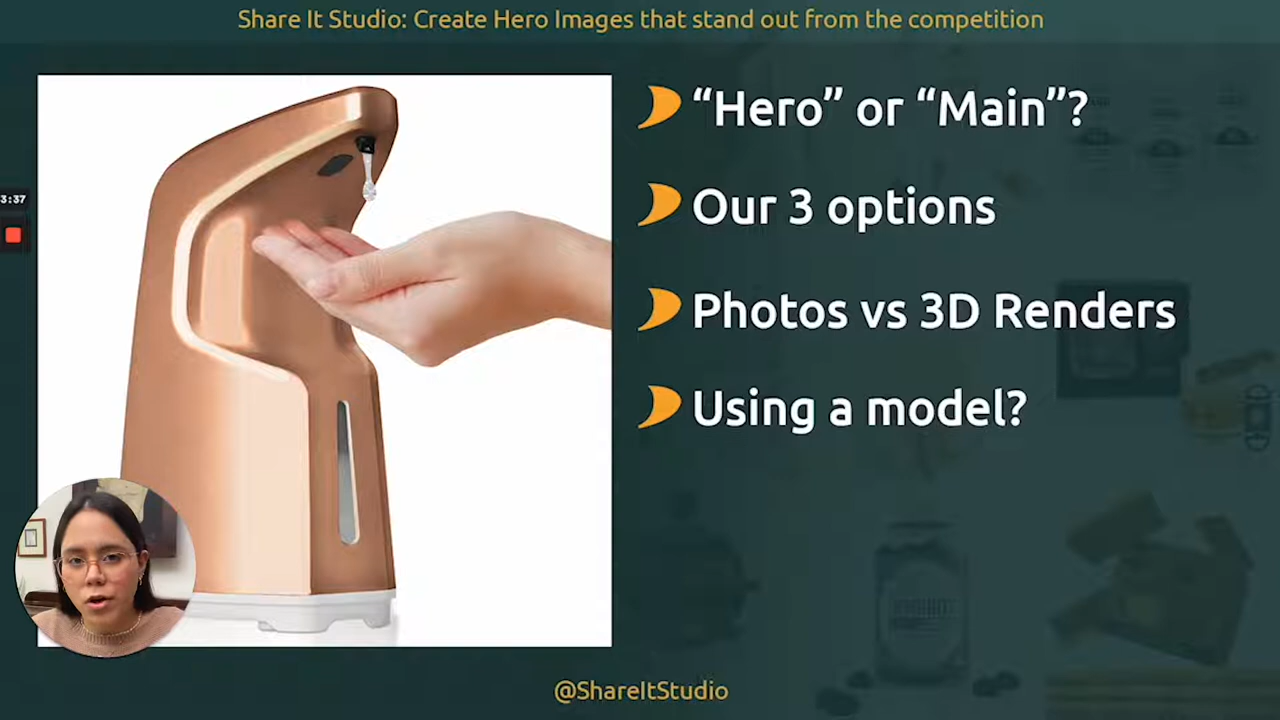 Share It Studio: Create Hero Images that stand out from the competition
3:37
“Hero” or “Main”?
Our 3 options
Photos vs 3D Renders
Using a model?
@ShareItStudio